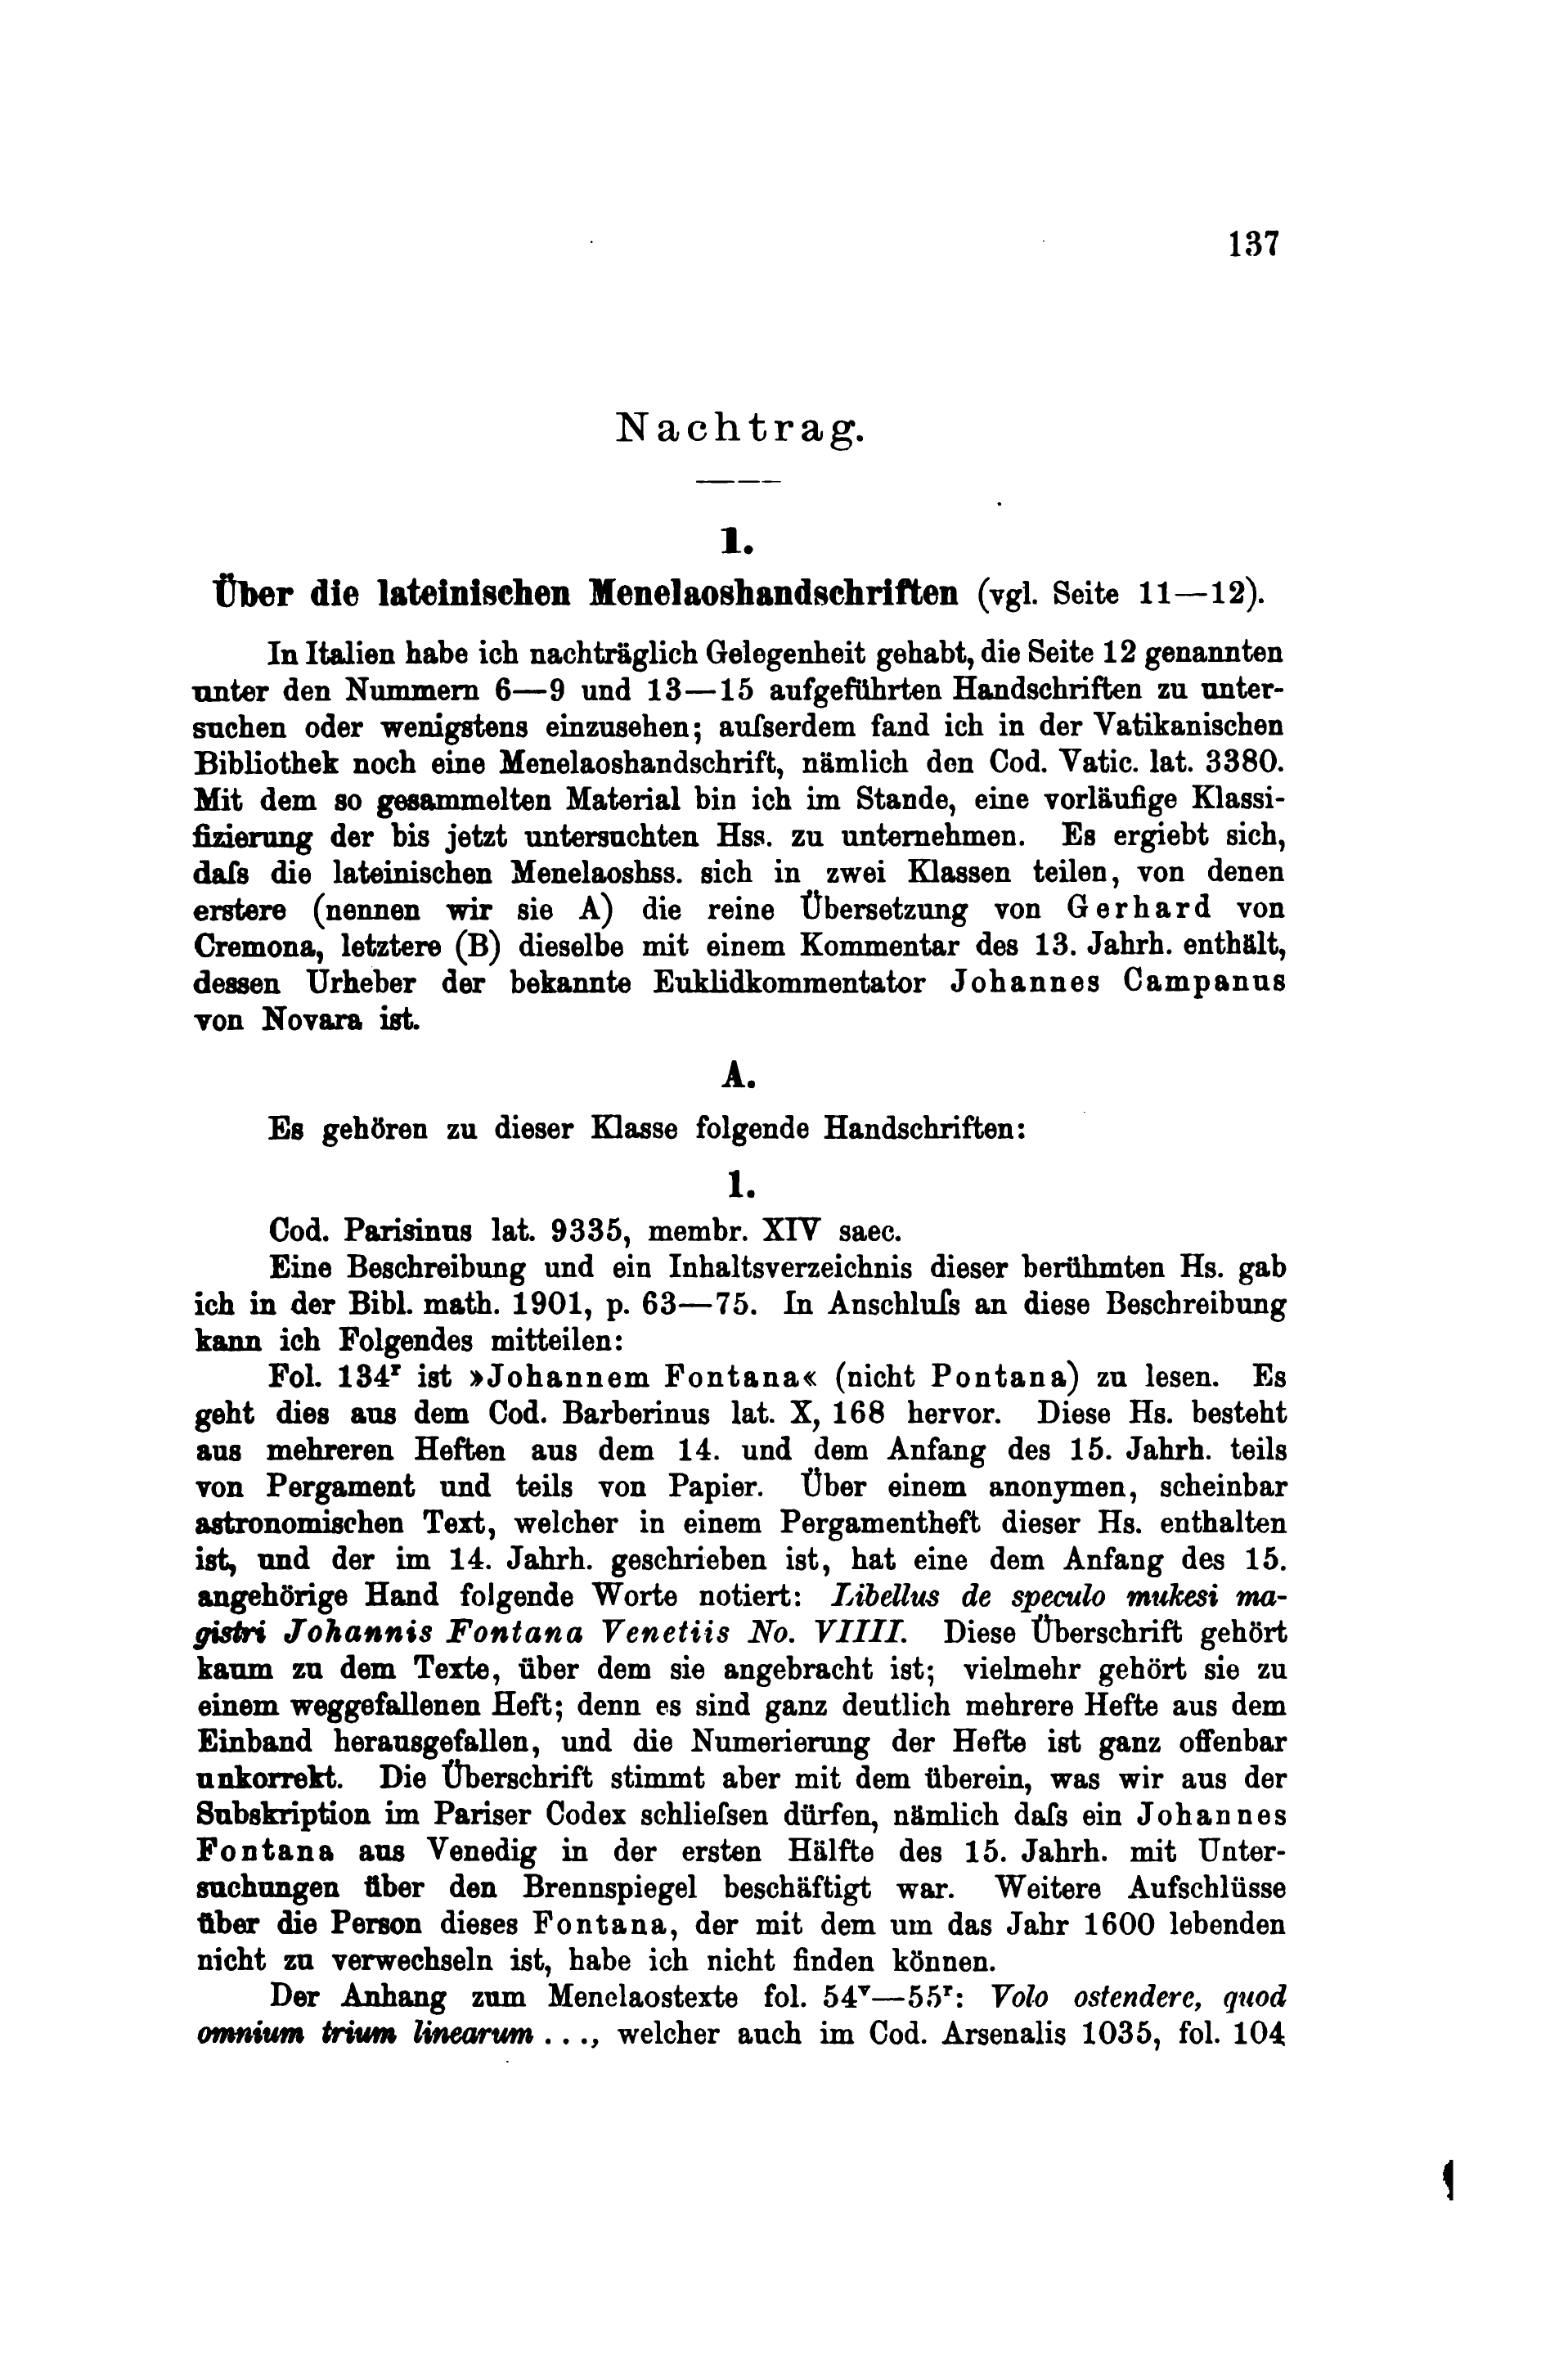 137
Nachtrag.
1.
Über die lateinischen Menelaoshandschriften (vgl. Seite 11—12).
In Italien habe ich nachträglich Gelegenheit gehabt, die Seite 12 genannten
unter den Nummern 6—9 und 13—15 aufgeführten Handschriften zu unter-
suchen oder wenigstens einzusehen; aufserdem fand ich in der Vatikanischen
Bibliothek noch eine Menelaoshandschrift, nämlich den Cod. Vatic. lat. 3380.
Mit dem so gesammelten Material bin ich im Stande, eine vorläufige Klassi-
fizierung der bis jetzt untersuchten Hss. zu unternehmen. Es ergiebt sich,
dafs die lateinischen Menelaoshss. sich in zwei Klassen teilen, von denen
erstere (nennen wir sie A) die reine Übersetzung von Gerhard von
Cremona, letztere (B) dieselbe mit einem Kommentar des 13. Jahrh. enthält,
dessen Urheber der bekannte Euklidkommentator Johannes Campanus
von Novara ist.
A.
Es gehören zu dieser Klasse folgende Handschriften:
1.
Cod. Parisinus lat. 9335, membr. XIV saec.
Eine Beschreibung und ein Inhaltsverzeichnis dieser berühmten Hs. gab
ich in der Bibl. math. 1901, p. 63—75. In Anschlufs an diese Beschreibung
kann ich Folgendes mitteilen:
Fol. 134ʳ ist »Johannem Fontana« (nicht Pontana) zu lesen. Es
geht dies aus dem Cod. Barberinus lat. X, 168 hervor. Diese Hs. besteht
aus mehreren Heften aus dem 14. und dem Anfang des 15. Jahrh. teils
von Pergament und teils von Papier. Über einem anonymen, scheinbar
astronomischen Text, welcher in einem Pergamentheft dieser Hs. enthalten
ist, und der im 14. Jahrh. geschrieben ist, hat eine dem Anfang des 15.
angehörige Hand folgende Worte notiert: Libellus de speculo mukesi ma-
gistri Johannis Fontana Venetiis No. VIIII. Diese Überschrift gehört
kaum zu dem Texte, über dem sie angebracht ist; vielmehr gehört sie zu
einem weggefallenen Heft; denn es sind ganz deutlich mehrere Hefte aus dem
Einband herausgefallen, und die Numerierung der Hefte ist ganz offenbar
unkorrekt. Die Überschrift stimmt aber mit dem überein, was wir aus der
Subskription im Pariser Codex schliefsen dürfen, nämlich dafs ein Johannes
Fontana aus Venedig in der ersten Hälfte des 15. Jahrh. mit Unter-
suchungen über den Brennspiegel beschäftigt war. Weitere Aufschlüsse
über die Person dieses Fontana, der mit dem um das Jahr 1600 lebenden
nicht zu verwechseln ist, habe ich nicht finden können.
Der Anhang zum Menelaostexte fol. 54ᵛ—55ʳ: Volo ostendere, quod
omnium trium linearum . . ., welcher auch im Cod. Arsenalis 1035, fol. 104